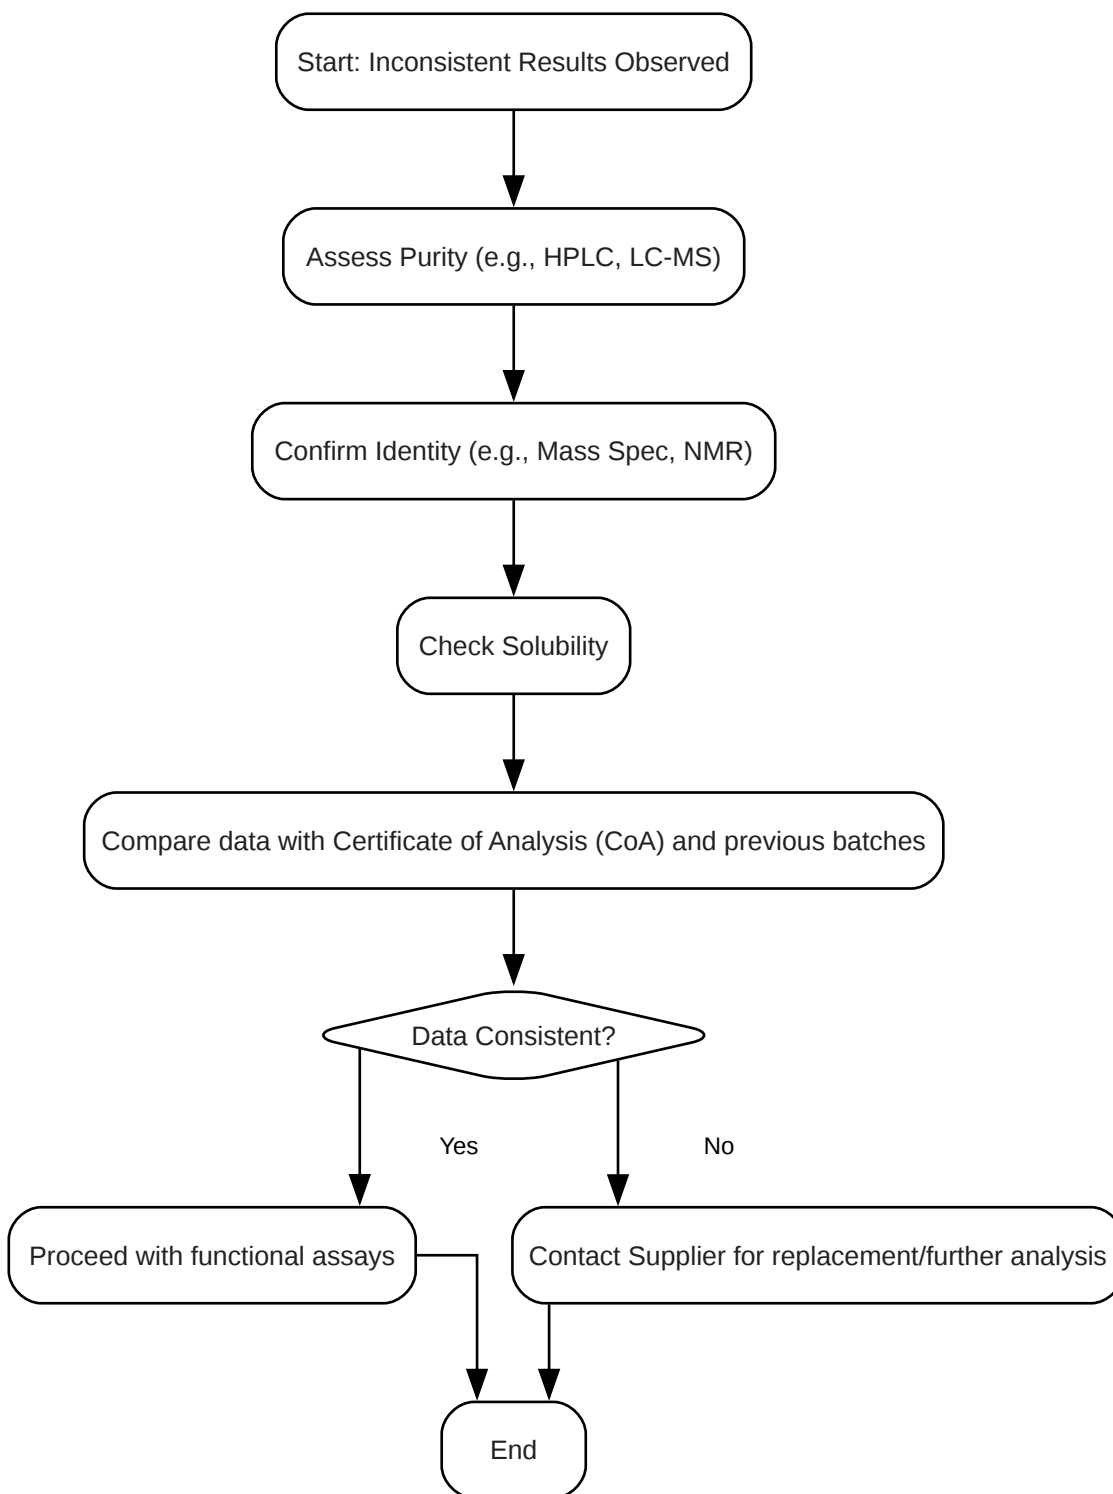 Start: Inconsistent Results Observed
Assess Purity (e.g., HPLC, LC-MS)
Confirm Identity (e.g., Mass Spec, NMR)
Check Solubility
Compare data with Certificate of Analysis (CoA) and previous batches
Data Consistent?
Yes
No
Proceed with functional assays
Contact Supplier for replacement/further analysis
End